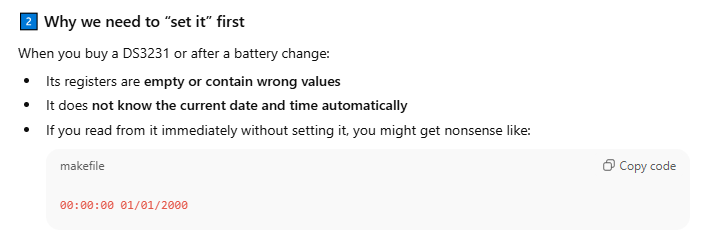 2 Why we need to “set it” first
When you buy a DS3231 or after a battery change:
• Its registers are empty or contain wrong values
• It does not know the current date and time automatically
• If you read from it immediately without setting it, you might get nonsense like:
makefile Copy code
00:00:00 01/01/2000